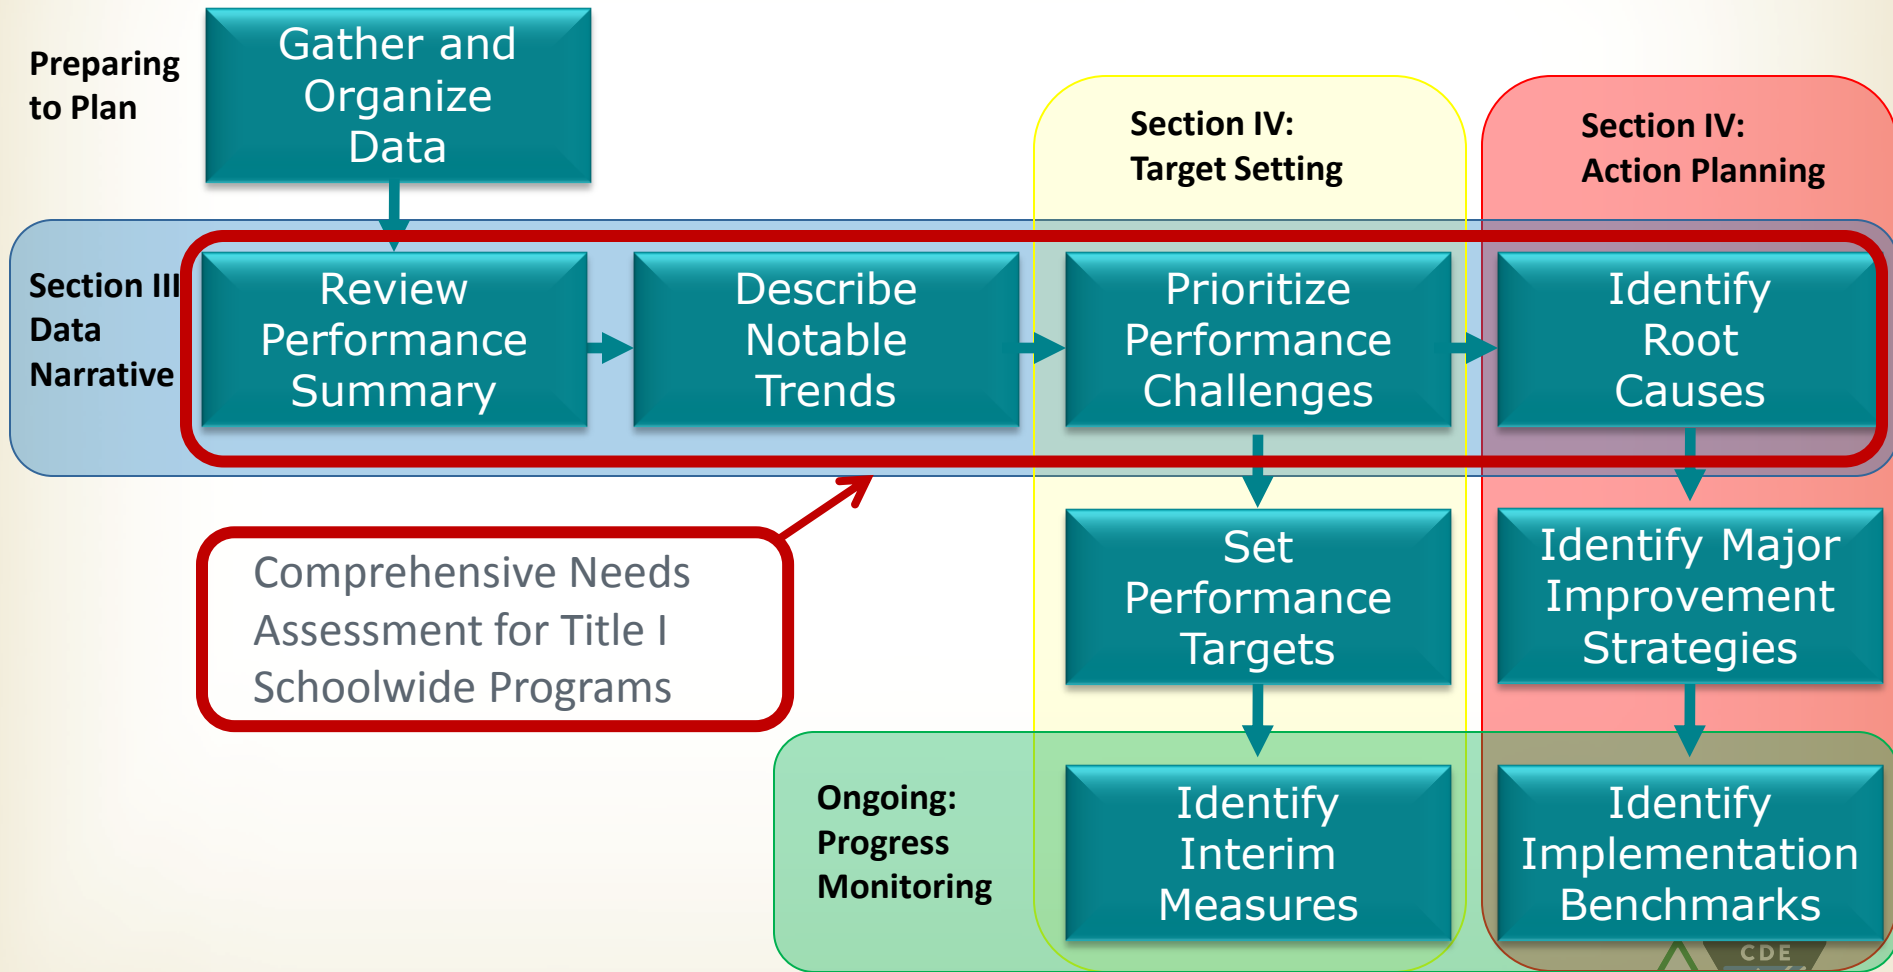 Preparing
to Plan
Gather and
Organize
Data
Section IV:
Target Setting
Section IV:
Action Planning
Section III
Data
Narrative
Review
Performance
Summary
Describe
Notable
Trends
Prioritize
Performance
Challenges
Identify
Root
Causes
Comprehensive Needs
Assessment for Title I
Schoolwide Programs
Set
Performance
Targets
Identify Major
Improvement
Strategies
Ongoing:
Progress
Monitoring
Identify
Interim
Measures
Identify
Implementation
Benchmarks
CDE